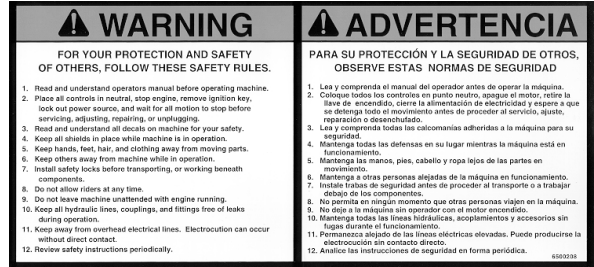 WARNING
FOR YOUR PROTECTION AND SAFETY
OF OTHERS, FOLLOW THESE SAFETY RULES.
1. Read and understand operators manual before operating machine.
2. Place all controls in neutral, stop engine, remove ignition key,
lock out power source, and wait for all motion to stop before
servicing, adjusting, repairing, or unplugging.
3. Read and understand all decals on machine for your safety.
4. Keep all shields in place while machine is in operation.
5. Keep hands, feet, hair, and clothing away from moving parts.
6. Keep others away from machine while in operation.
7. Install safety locks before transporting, or working beneath
components.
8. Do not allow riders at any time.
9. Do not leave machine unattended with engine running.
10. Keep all hydraulic lines, couplings, and fittings free of leaks
during operation.
11. Keep away from overhead electrical lines. Electrocution can occur
without direct contact.
12. Review safety instructions periodically.
ADVERTENCIA
PARA SU PROTECCIÓN Y LA SEGURIDAD DE OTROS,
OBSERVE ESTAS NORMAS DE SEGURIDAD
1. Lea y comprenda el manual del operador antes de operar la máquina.
2. Coloque todos los controles en punto neutro, apague el motor, retire la
llave de encendido, cierre la alimentación de electricidad y espere a que
se detenga todo el movimiento antes de proceder al servicio, ajuste,
reparación o desenchufado.
3. Lea y comprenda todas las calcomanías adheridas a la máquina para su
seguridad.
4. Mantenga todas las defensas en su lugar mientras la máquina está en
funcionamiento.
5. Mantenga las manos, pies, cabello y ropa lejos de las partes en
movimiento.
6. Mantenga a otras personas alejadas de la máquina en funcionamiento.
7. Instale trabas de seguridad antes de proceder al transporte o a trabajar
debajo de los componentes.
8. No permita en ningún momento que otras personas viajen en la máquina.
9. No deje a la máquina sin operador con el motor encendido.
10. Mantenga todas las líneas hidráulicas, acoplamientos y accesorios sin
fugas durante el funcionamiento.
11. Permanezca alejado de las líneas eléctricas elevadas. Puede producirse la
electrocución sin contacto directo.
12. Analice las instrucciones de seguridad en forma periódica.
6500208